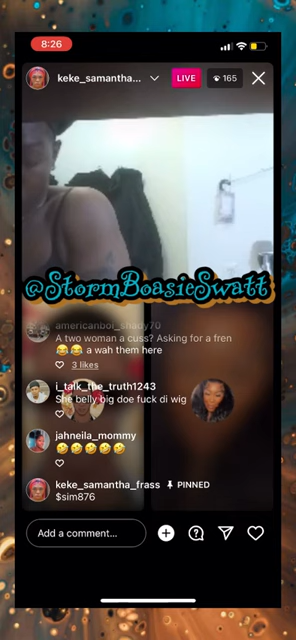 8:26
keke_samantha...
LIVE
165
@StormBoasieSwatt
americanboi_shady70
A two woman a cuss? Asking for a fren
😂😂 a wah them here
3 likes
i_talk_the_truth1243
She belly big doe fuck di wig
jahneila_mommy
🤣🤣🤣🤣🤣
keke_samantha_frass PINNED
$sim876
Add a comment...